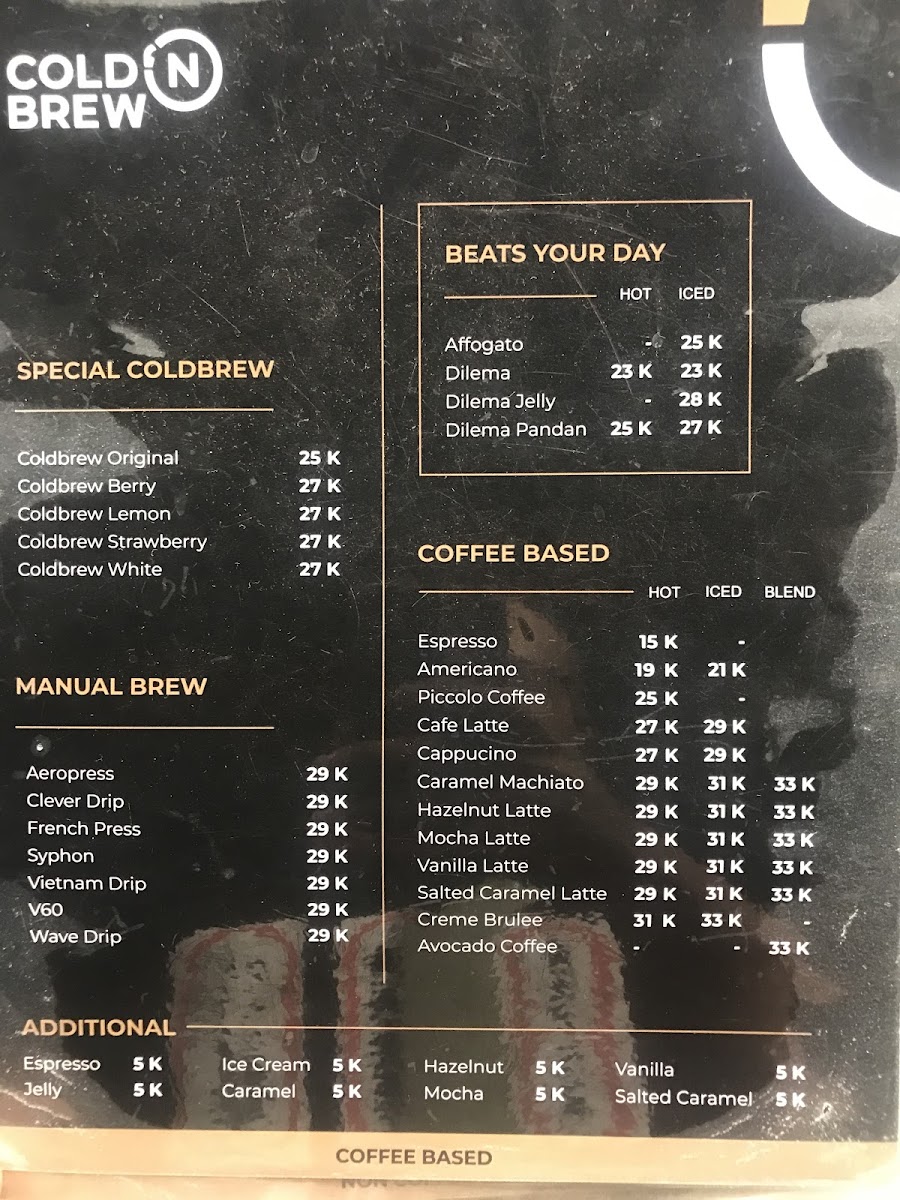 COLD 'N
BREW
BEATS YOUR DAY
HOT ICED
Affogato - 25 K
Dilema 23 K 23 K
Dilema Jelly - 28 K
Dilema Pandan 25 K 27 K
SPECIAL COLDBREW
Coldbrew Original 25 K
Coldbrew Berry 27 K
Coldbrew Lemon 27 K
Coldbrew Strawberry 27 K
Coldbrew White 27 K
MANUAL BREW
Aeropress 29 K
Clever Drip 29 K
French Press 29 K
Syphon 29 K
Vietnam Drip 29 K
V60 29 K
Wave Drip 29 K
COFFEE BASED
HOT ICED BLEND
Espresso 15 K -
Americano 19 K 21 K
Piccolo Coffee 25 K -
Cafe Latte 27 K 29 K
Cappucino 27 K 29 K
Caramel Machiato 29 K 31 K 33 K
Hazelnut Latte 29 K 31 K 33 K
Mocha Latte 29 K 31 K 33 K
Vanilla Latte 29 K 31 K 33 K
Salted Caramel Latte 29 K 31 K 33 K
Creme Brulee 31 K 33 K -
Avocado Coffee - - 33 K
ADDITIONAL
Espresso 5 K Ice Cream 5 K Hazelnut 5 K Vanilla 5 K
Jelly 5 K Caramel 5 K Mocha 5 K Salted Caramel 5 K
COFFEE BASED